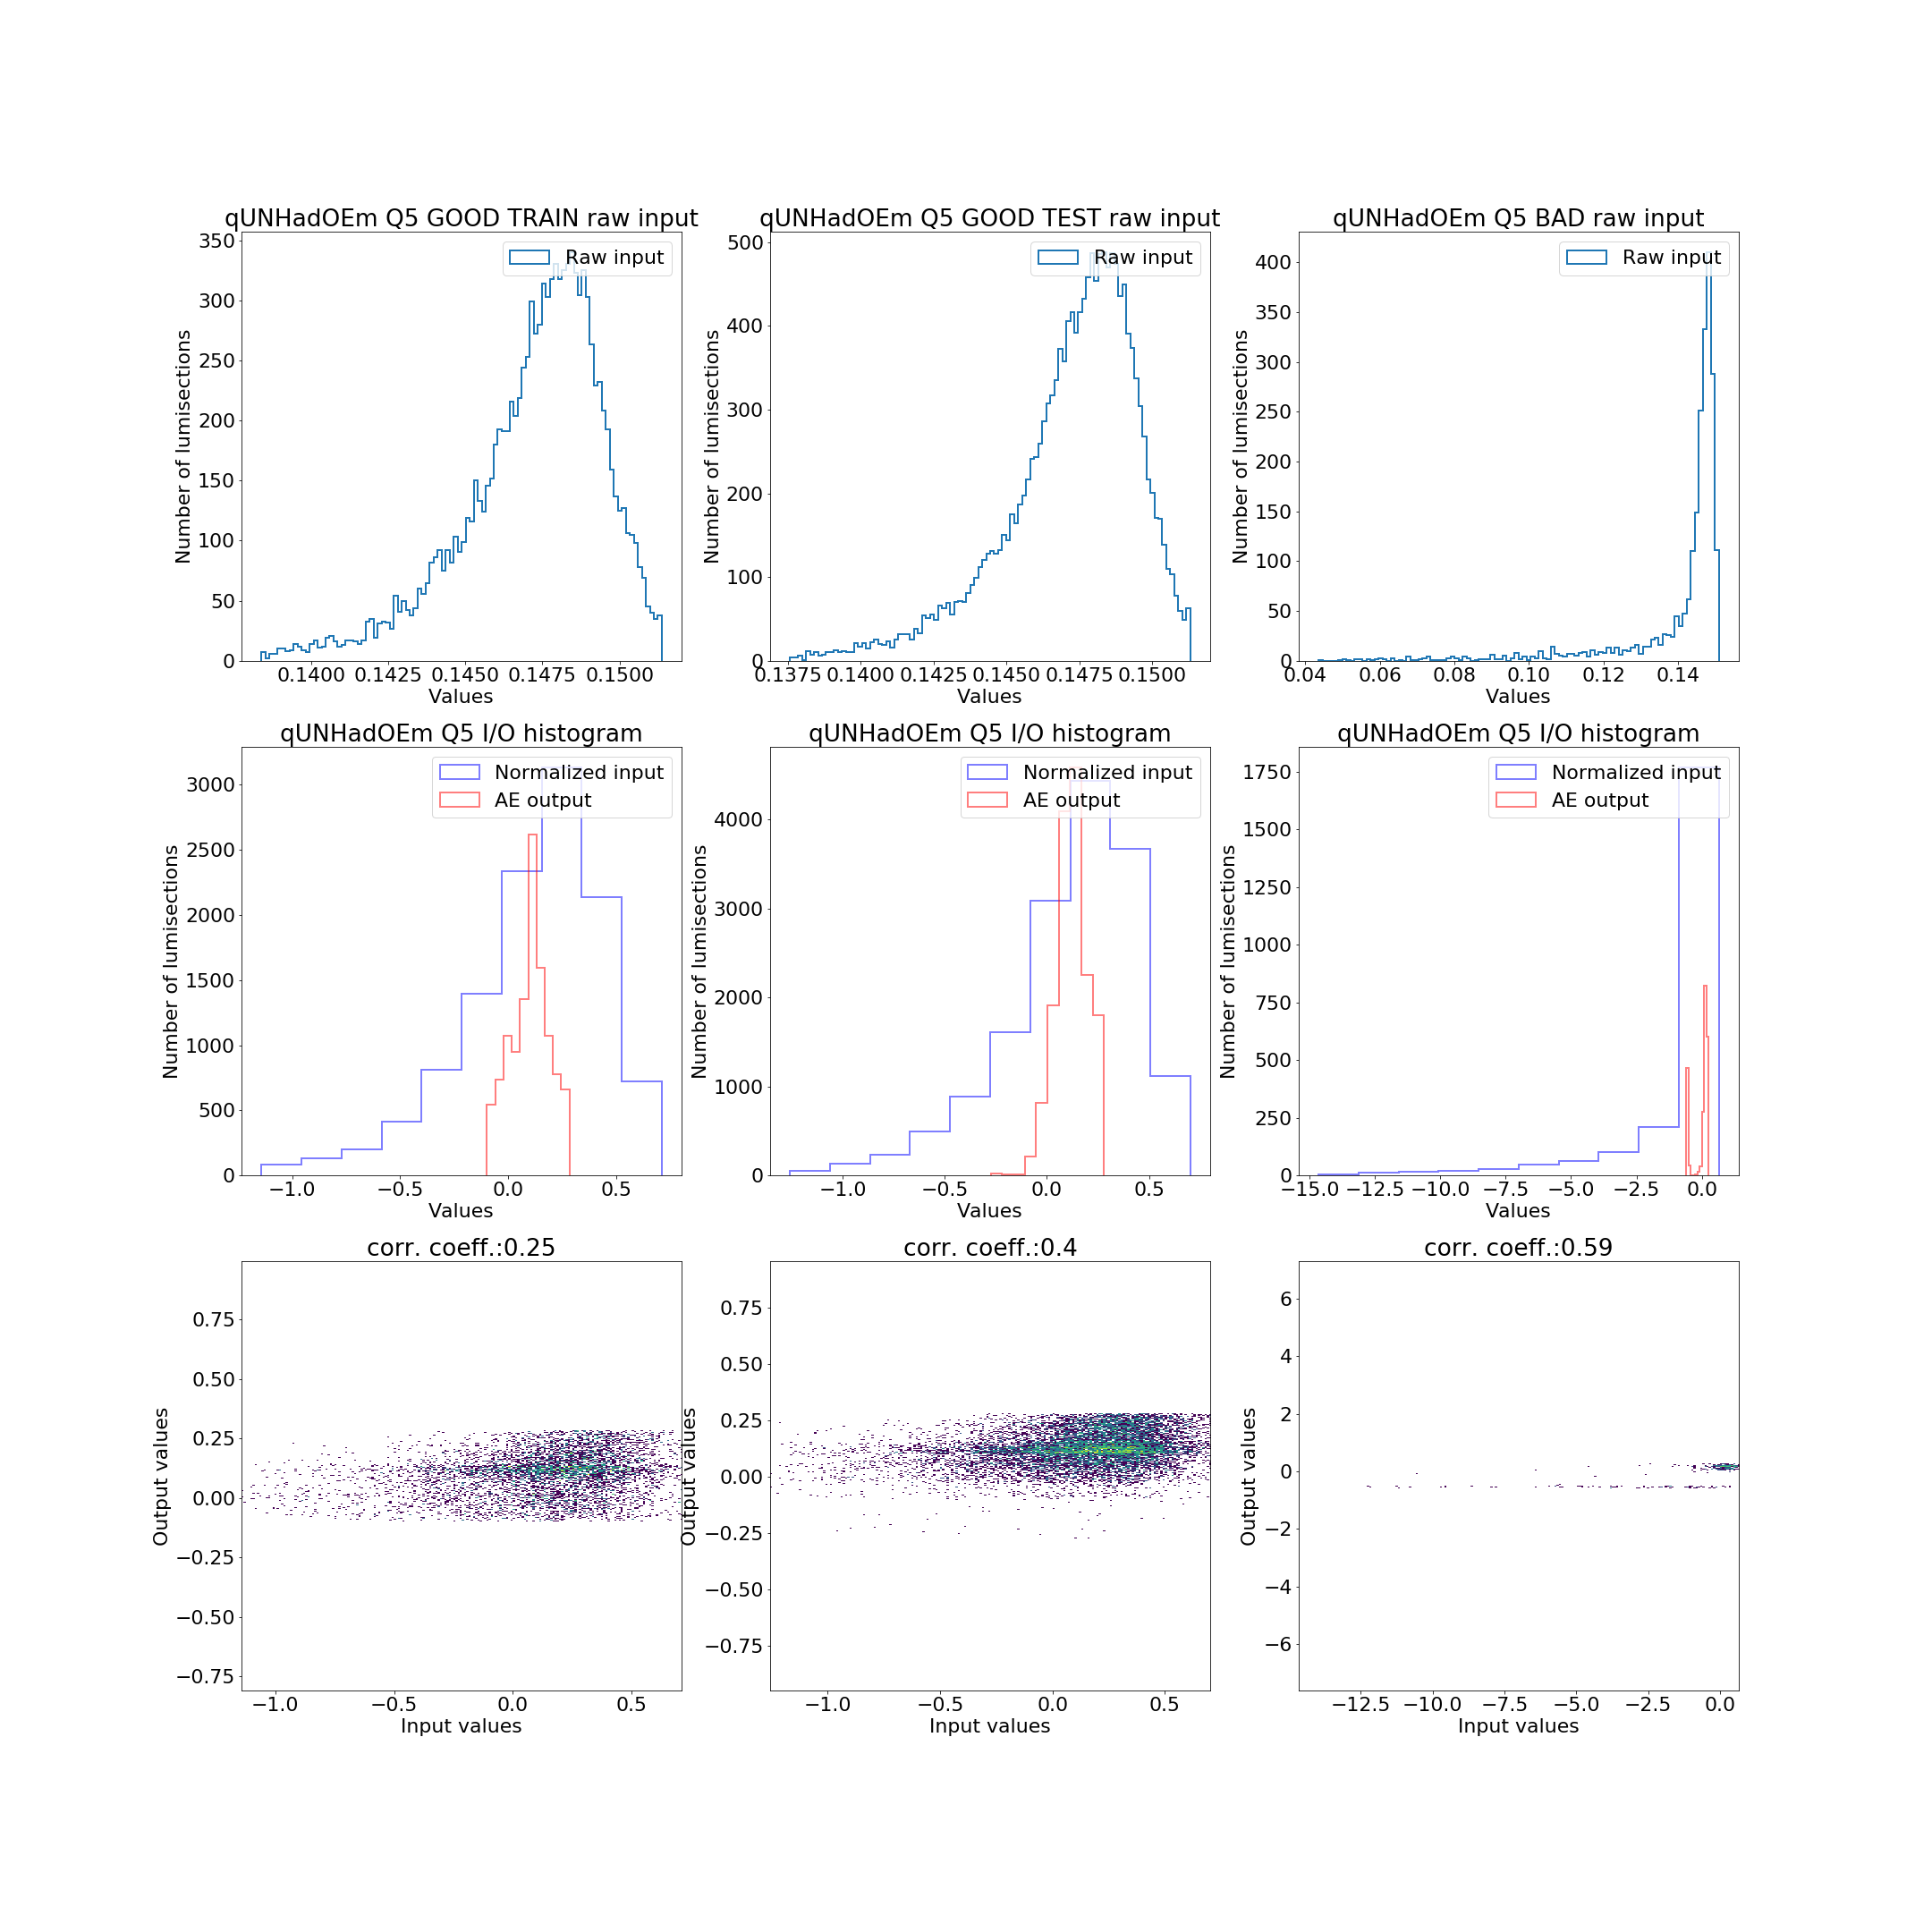 qUNHadOEm Q5 GOOD TRAIN raw input
Number of lumisections
350
300
250
200
150
100
50
0
Raw input
0.1400 0.1425 0.1450 0.1475 0.1500
Values
qUNHadOEm Q5 GOOD TEST raw input
Number of lumisections
500
400
300
200
100
0
Raw input
0.1375 0.1400 0.1425 0.1450 0.1475 0.1500
Values
qUNHadOEm Q5 BAD raw input
Number of lumisections
400
350
300
250
200
150
100
50
0
Raw input
0.04 0.06 0.08 0.10 0.12 0.14
Values
qUNHadOEm Q5 I/O histogram
Number of lumisections
3000
2500
2000
1500
1000
500
0
Normalized input
AE output
−1.0 −0.5 0.0 0.5
Values
qUNHadOEm Q5 I/O histogram
Number of lumisections
4000
3000
2000
1000
0
Normalized input
AE output
−1.0 −0.5 0.0 0.5
Values
qUNHadOEm Q5 I/O histogram
Number of lumisections
1750
1500
1250
1000
750
500
250
0
Normalized input
AE output
−15.0 −12.5 −10.0 −7.5 −5.0 −2.5 0.0
Values
corr. coeff.:0.25
Output values
0.75
0.50
0.25
0.00
−0.25
−0.50
−0.75
−1.0 −0.5 0.0 0.5
Input values
corr. coeff.:0.4
Output values
0.75
0.50
0.25
0.00
−0.25
−0.50
−0.75
−1.0 −0.5 0.0 0.5
Input values
corr. coeff.:0.59
Output values
6
4
2
0
−2
−4
−6
−12.5 −10.0 −7.5 −5.0 −2.5 0.0
Input values